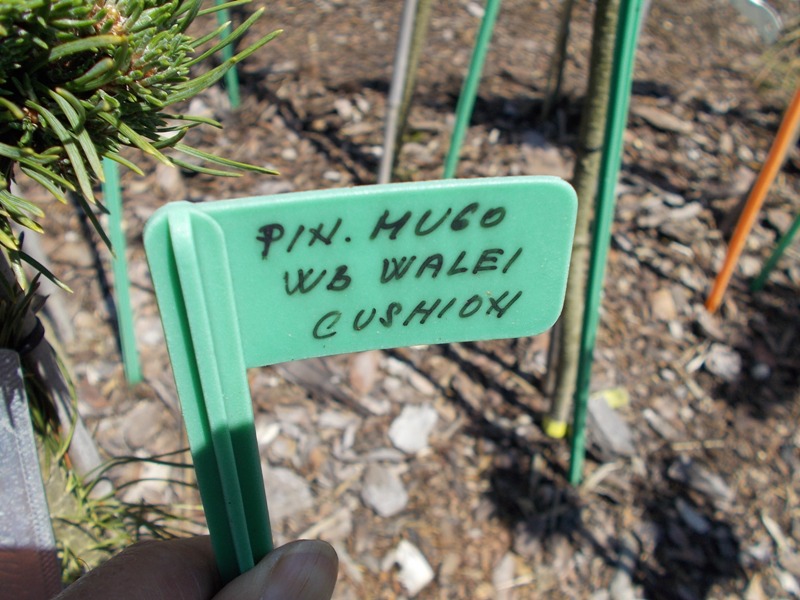 PIN. MUGO
WB WALEI
CUSHION